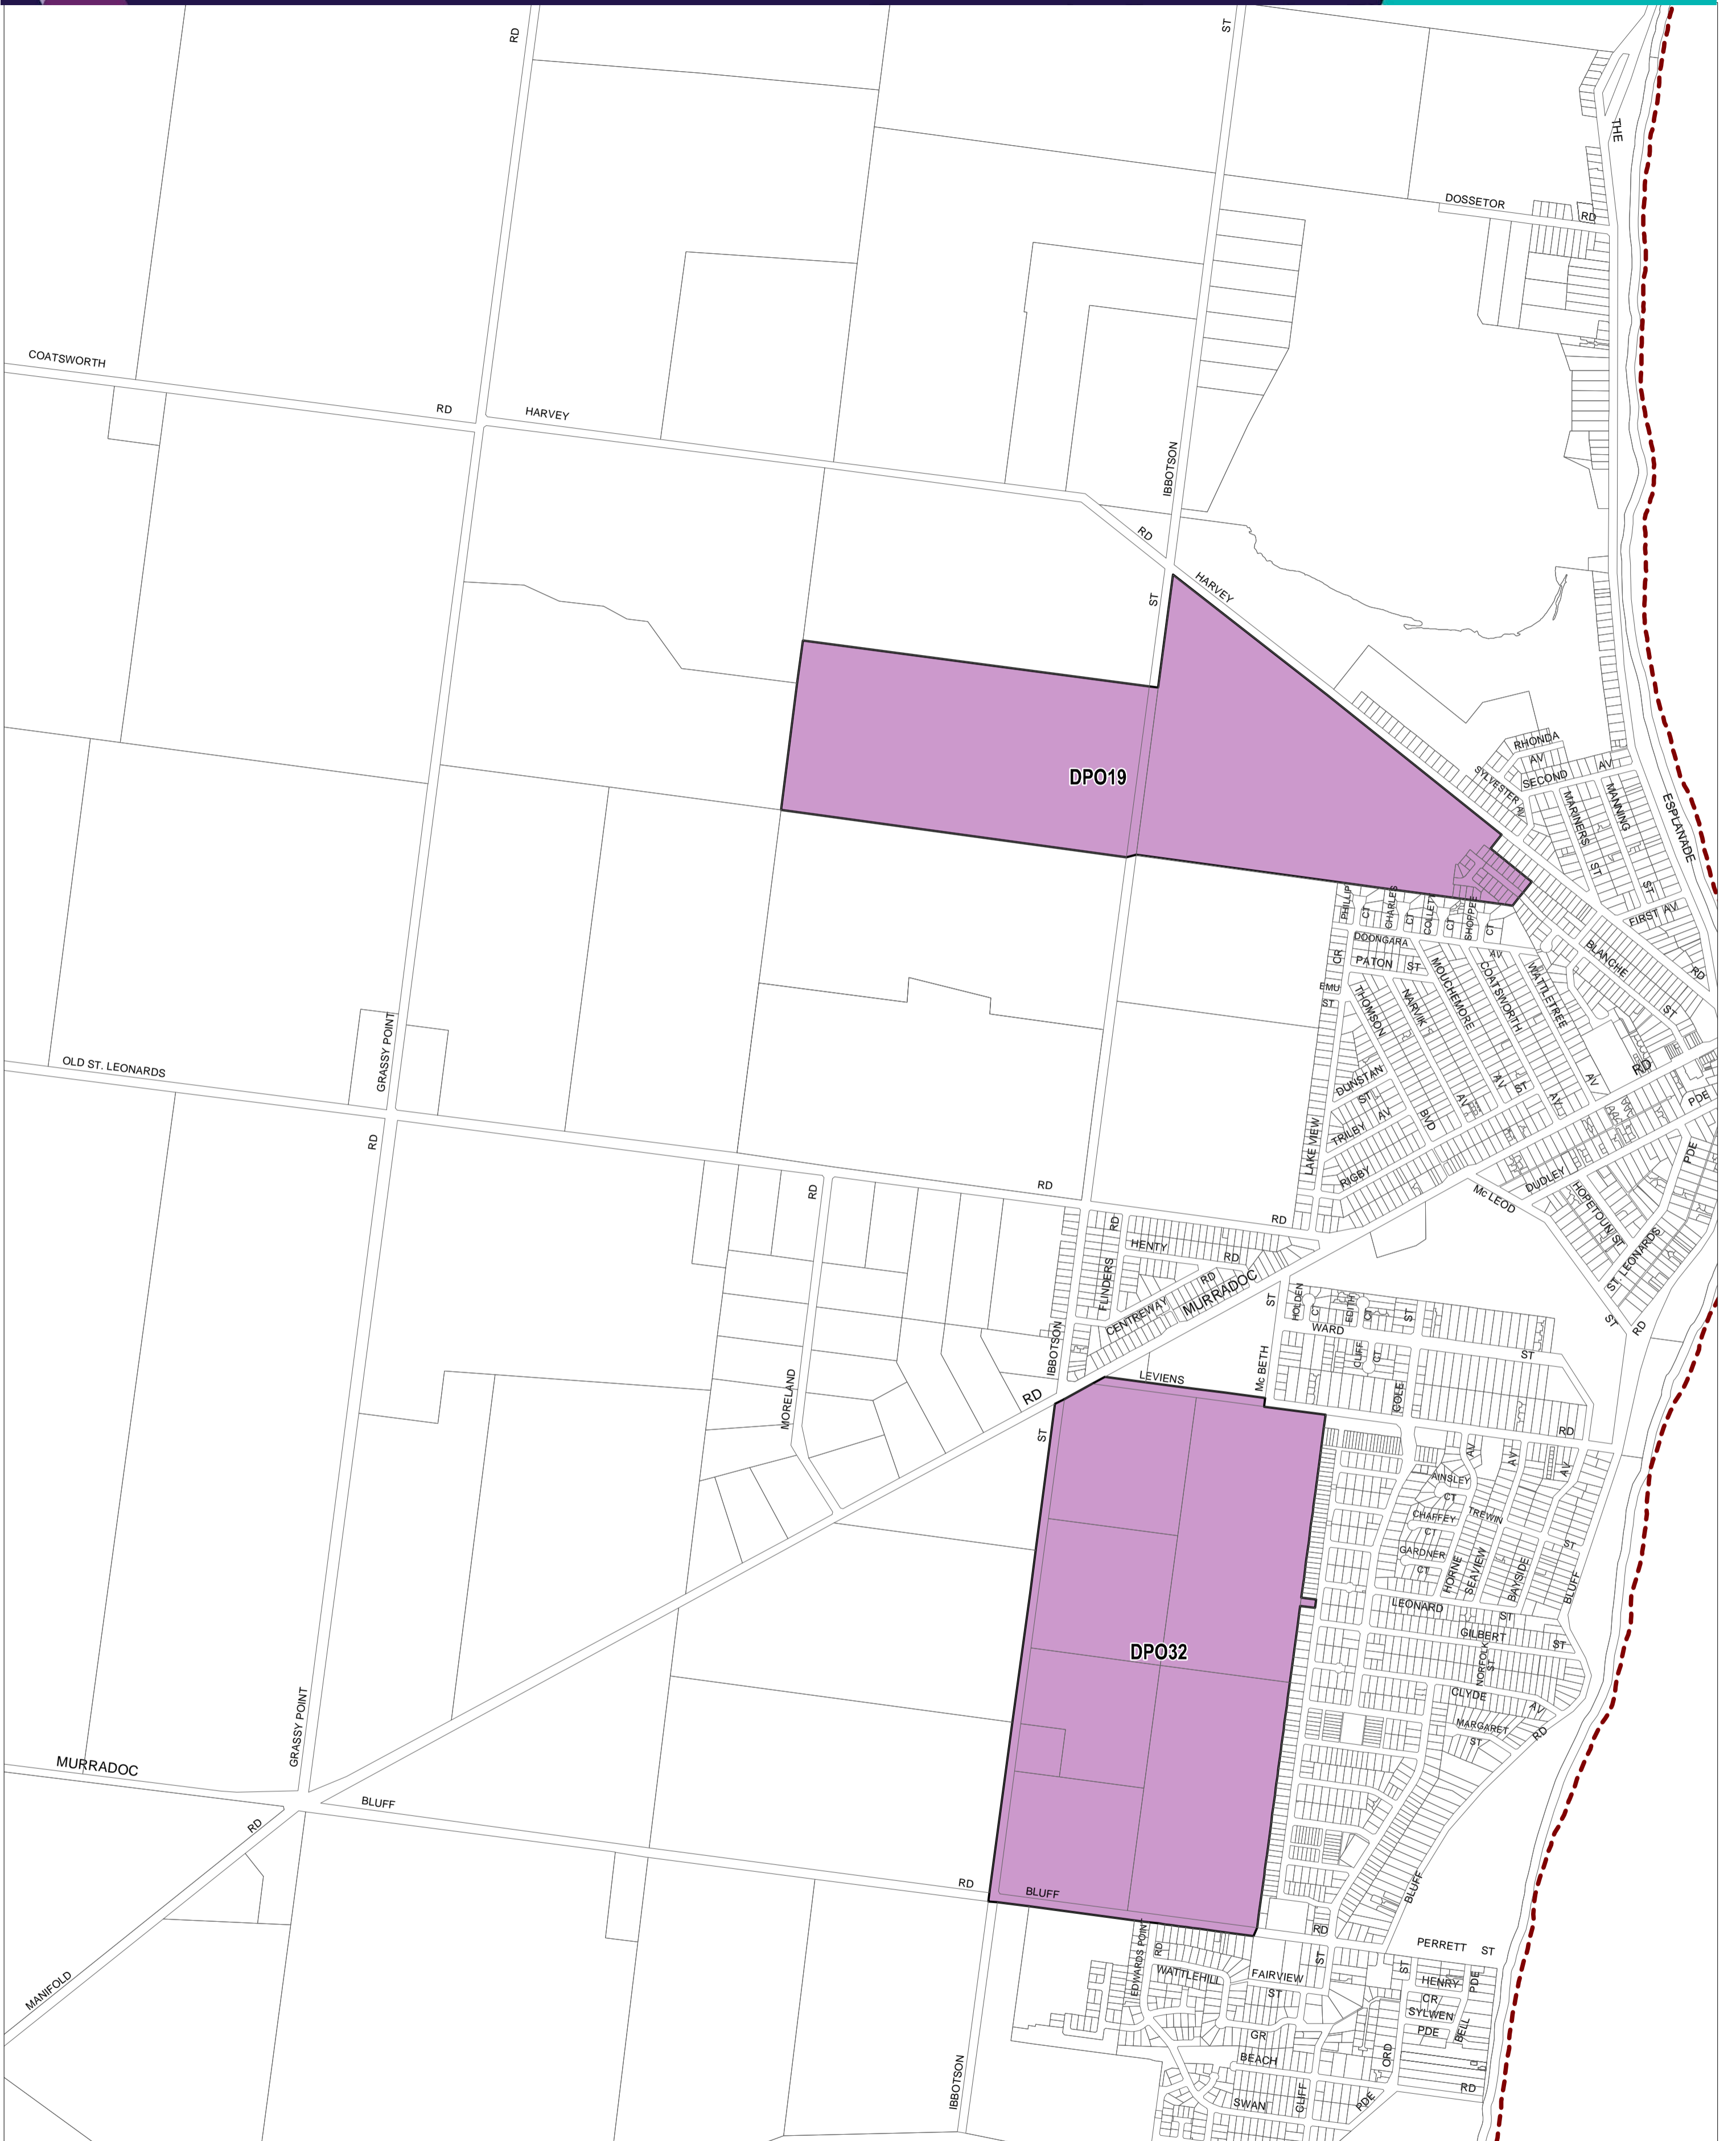 RD
ST
THE
DOSSETOR
RD
COATSWORTH
RD
HARVEY
IBBOTSON
RD
HARVEY
ST
RHONDA
AV
SECOND
AV
SYLVESTER AV
MARINERS
ST
MANNING
ST
ESPLANADE
DPO19
FIRST AV
PHILLIP
CT
CHARLES
CT
COLLETT
CT
SHOPPEE
CT
DOONGARA
AV
CR
PATON ST
BLANCHE
ST
RD
EMU
ST
THOMSON
BVD
NARVIK
AV
MOUCHEMORE
AV
COATSWORTH
ST
AV
WATTLETREE
AV
GRASSY POINT
RD
OLD ST. LEONARDS
RD
RD
DUNSTAN
ST
TRILBY
AV
LAKE VIEW
RIGBY
RD
PDE
PDE
DUDLEY
Mc LEOD
HOPETOUN
ST
ST. LEONARDS
RD
ST
RD
RD
HENTY
RD
FLINDERS
RD
CENTREWAY
MURRADOC
RD
ST
HOLDEN
CT
EDITH
CT
ST
WARD
ST
CLIFF
CT
Mc BETH
IBBOTSON
LEVIENS
COLE
RD
MORELAND
ST
AV
AV
AV
AINSLEY
CT
CHAFFEY
CT
TREWIN
ST
GARDNER
CT
HORNE
SEAVIEW
BAYSIDE
BLUFF
LEONARD
ST
GILBERT
ST
NORFOLK
ST
DPO32
CLYDE
AV
MARGARET
ST
RD
GRASSY POINT
MURRADOC
RD
BLUFF
RD
BLUFF
BLUFF
RD
EDWARDS POINT
RD
ST
PERRETT ST
WATTLEHILL
FAIRVIEW
ST
ST
HENRY
PDE
CR
SYLWEN
PDE
BELL
GR
BEACH
ORD
RD
MANIFOLD
IBBOTSON
SWAN
CLIFF
PDE